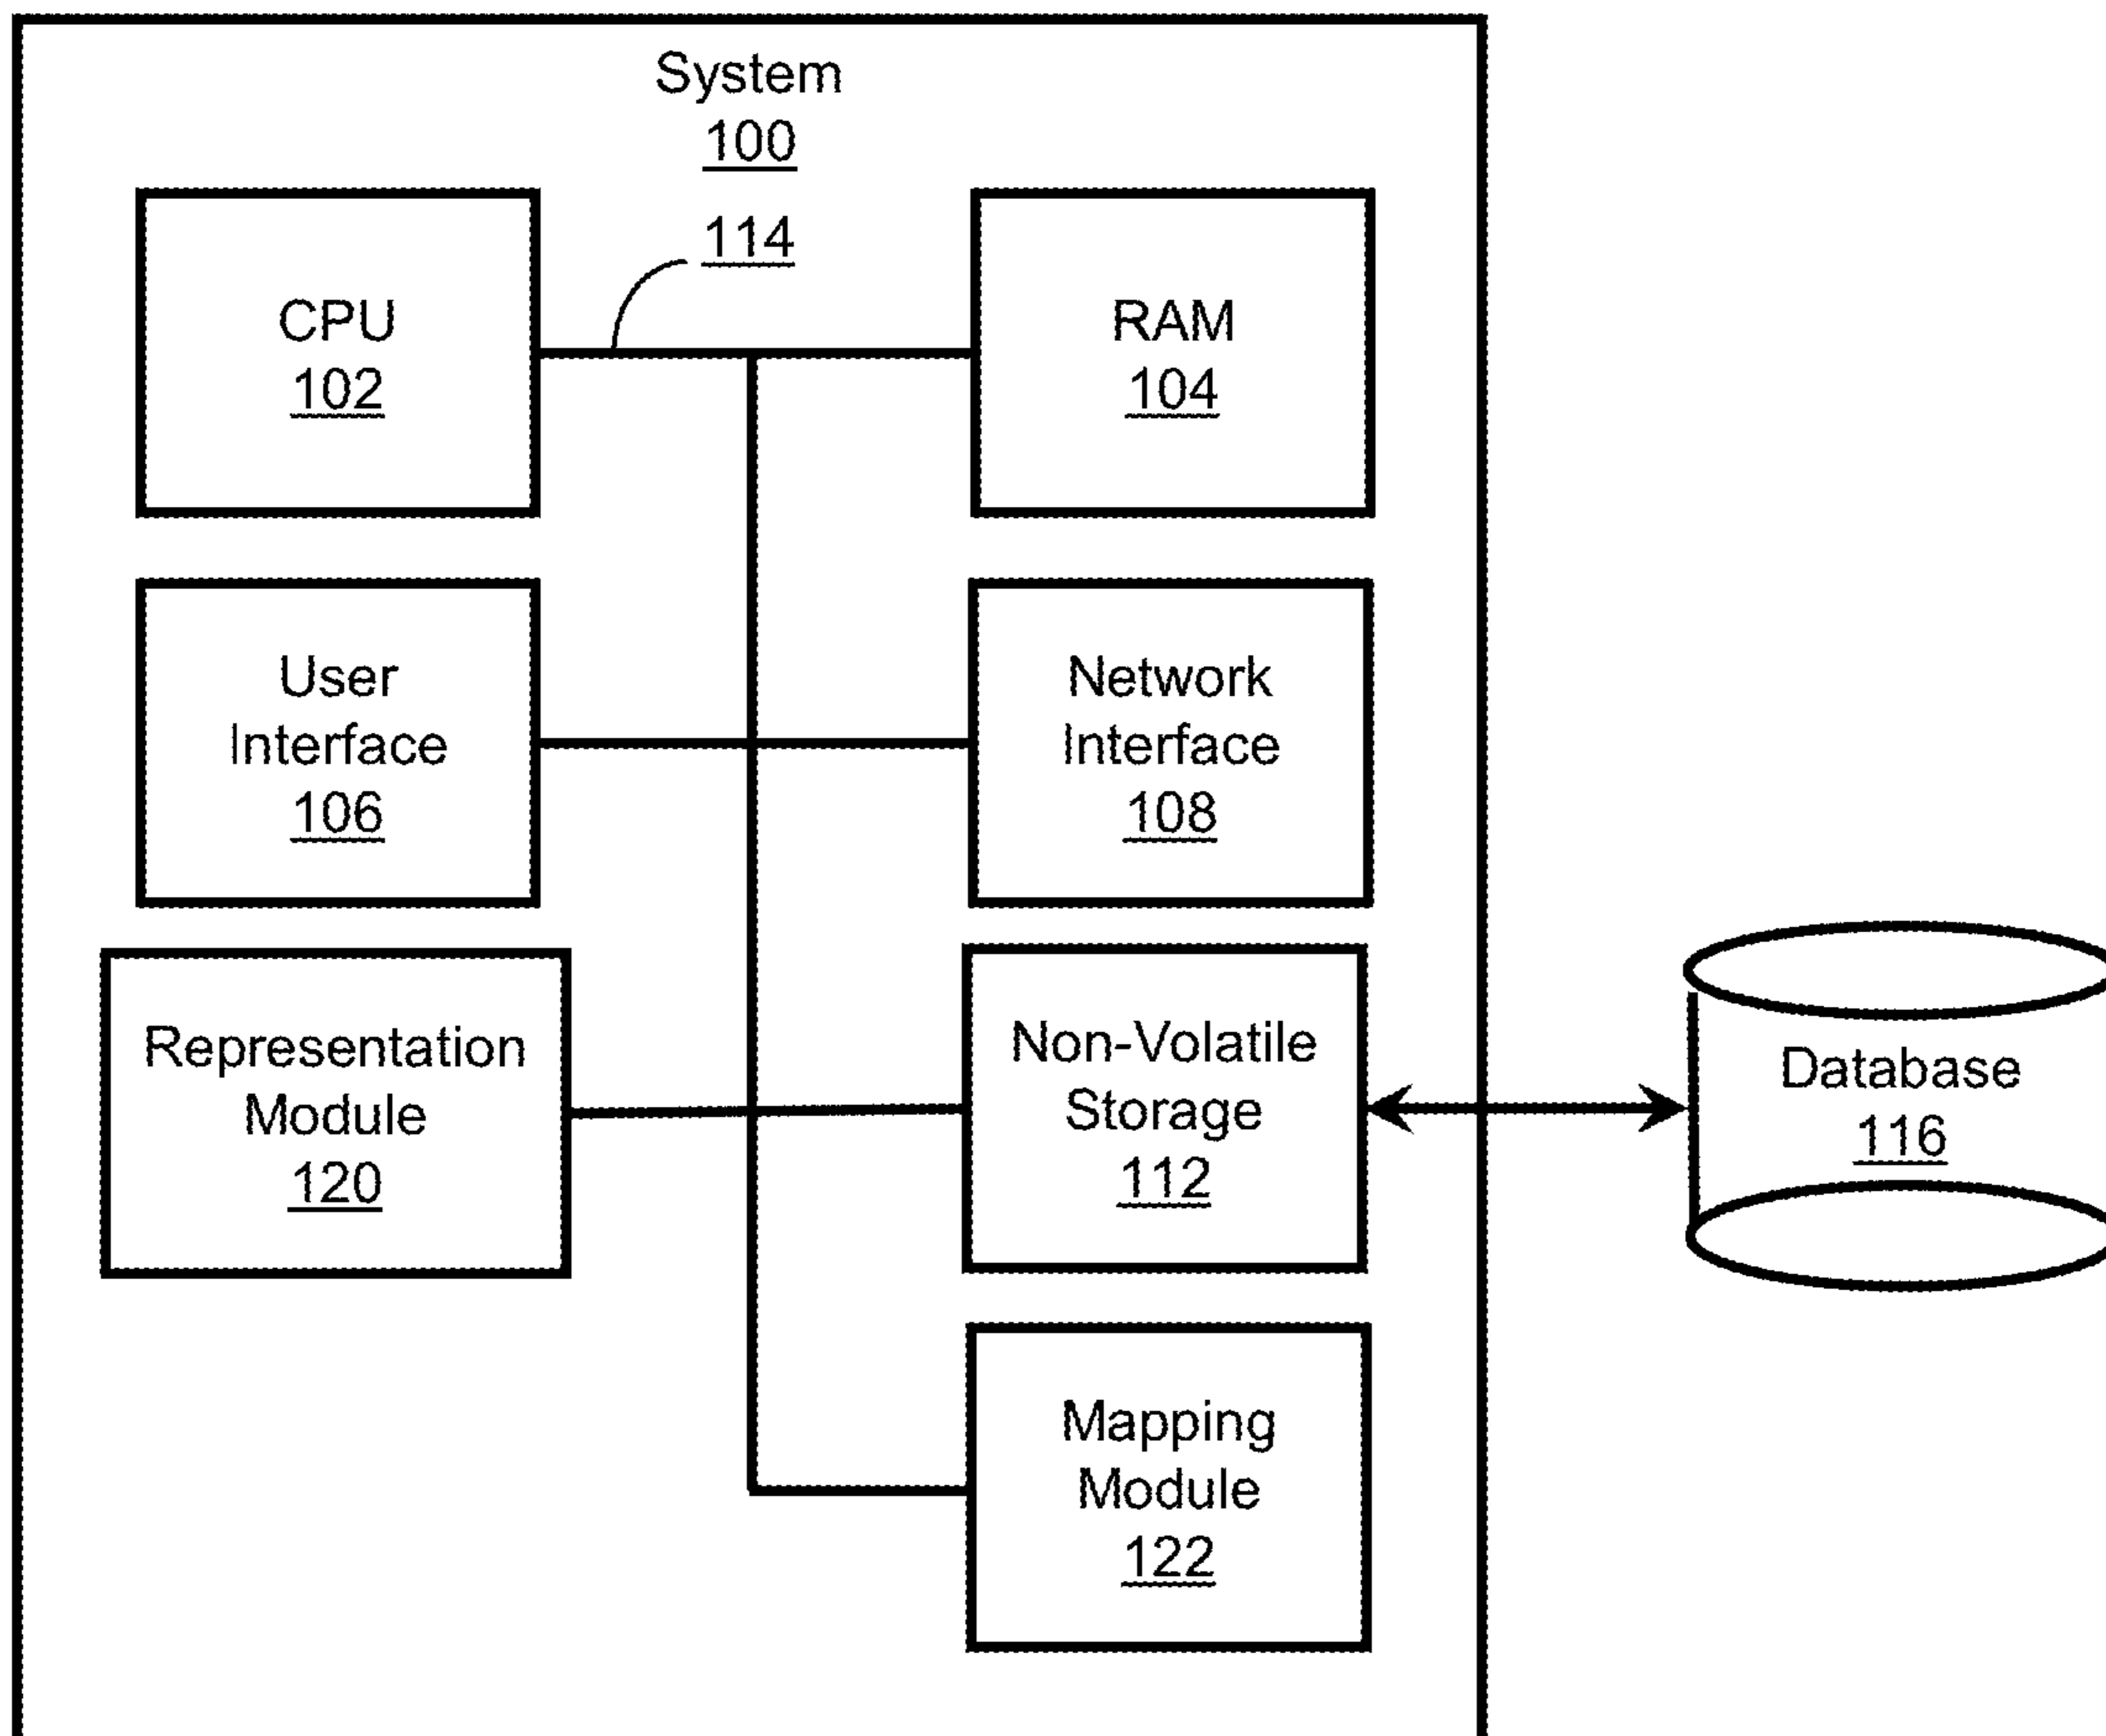 System
100
114
CPU
102
RAM
104
User
Interface
106
Network
Interface
108
Representation
Module
120
Non-Volatile
Storage
112
Database
116
Mapping
Module
122